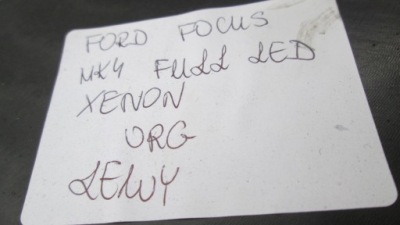 FORD FOCUS
MK4 FULL LED
XENON
ORG
LEWY